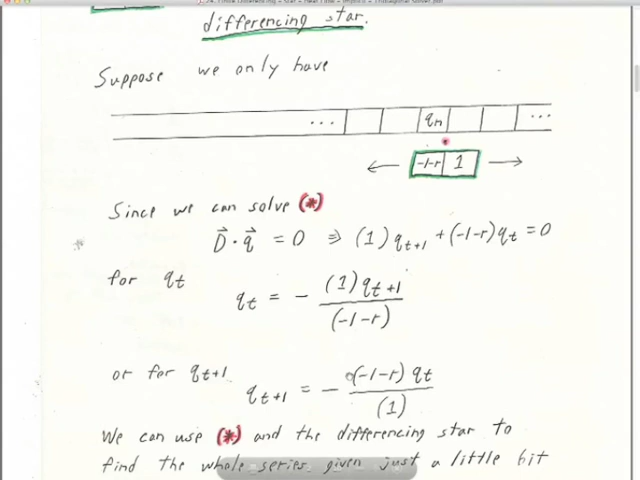 differencing star.
Suppose we only have
... qn ...
-1-r 1
Since we can solve (*)
D⃗ · q⃗ = 0 ⇒ (1) qt+1 + (-1-r) qt = 0
for qt
qt = - (1) qt+1 / (-1-r)
or for qt+1
qt+1 = - (-1-r) qt / (1)
We can use (*) and the differencing star to
find the whole series given just a little bit